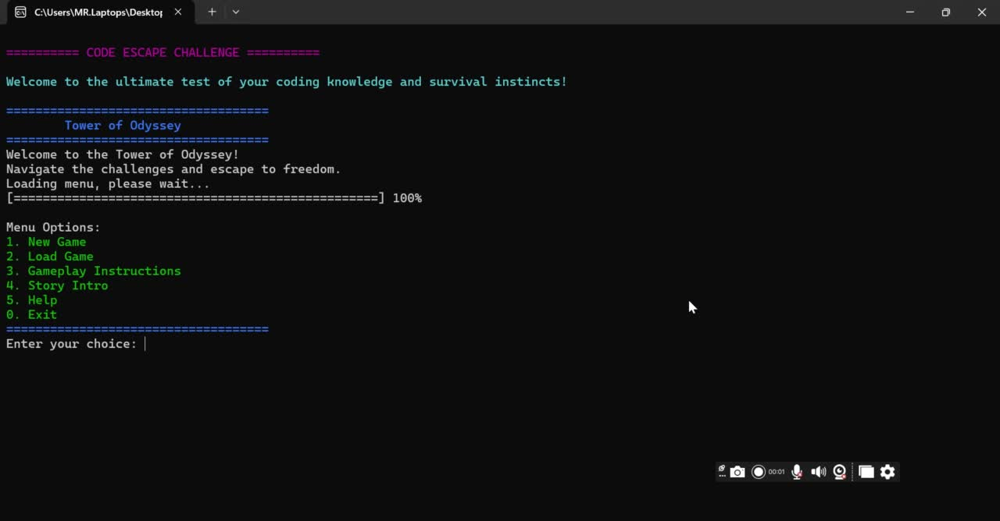 C:\Users\MR.Laptops\Desktop
========== CODE ESCAPE CHALLENGE ==========
Welcome to the ultimate test of your coding knowledge and survival instincts!
====================================
Tower of Odyssey
====================================
Welcome to the Tower of Odyssey!
Navigate the challenges and escape to freedom.
Loading menu, please wait...
[==================================================] 100%
Menu Options:
1. New Game
2. Load Game
3. Gameplay Instructions
4. Story Intro
5. Help
0. Exit
====================================
Enter your choice:
00:01